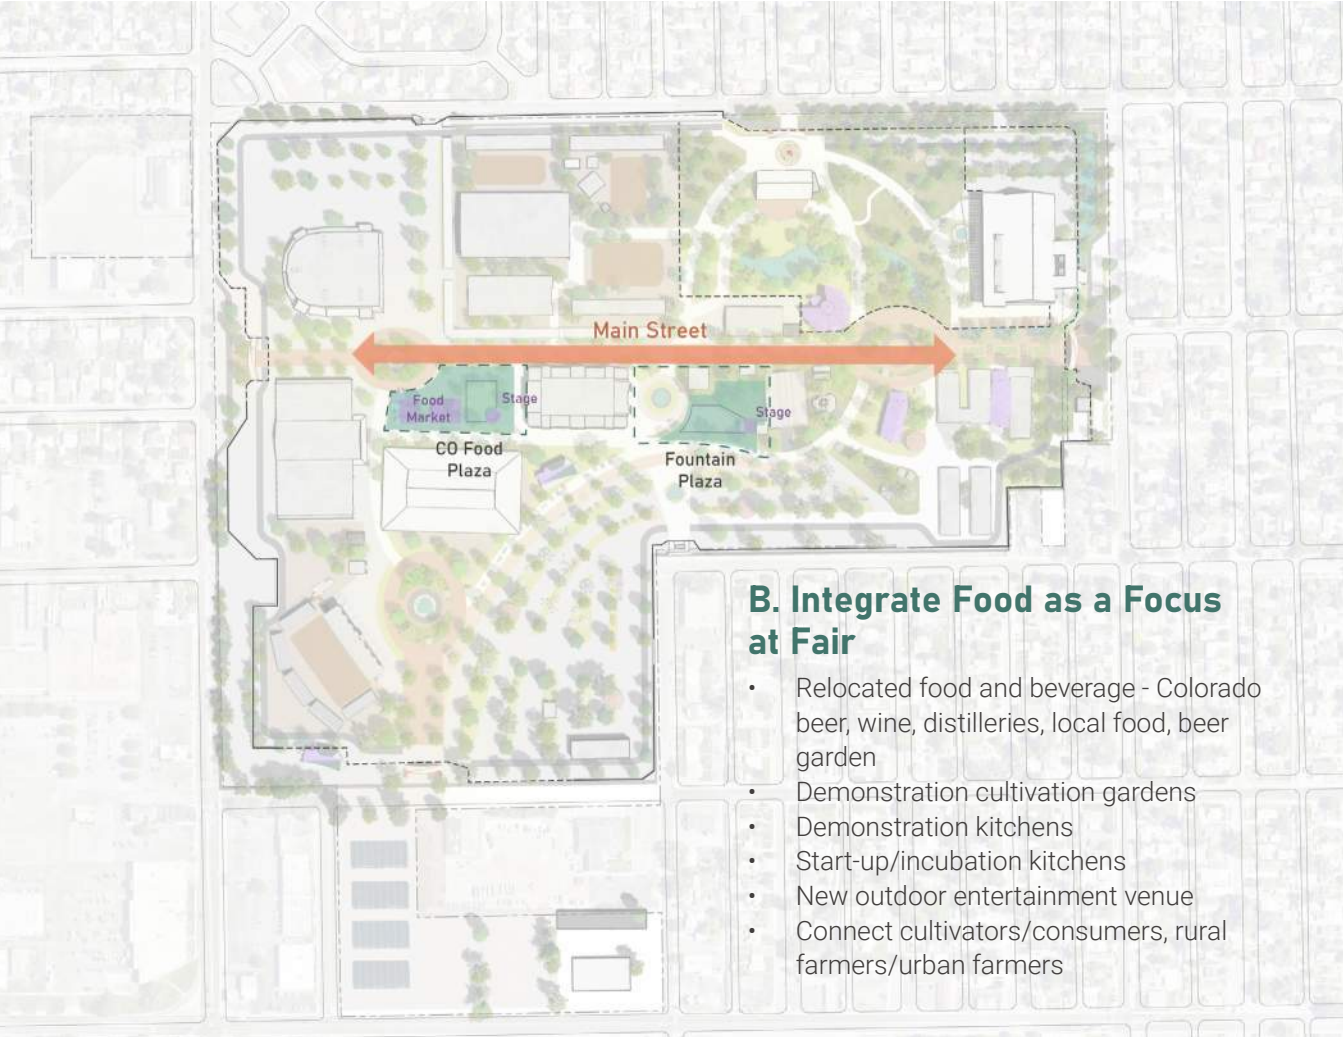 Main Street
Food
Market
Stage
Stage
CO Food
Plaza
Fountain
Plaza
B. Integrate Food as a Focus
at Fair
• Relocated food and beverage - Colorado
beer, wine, distilleries, local food, beer
garden
• Demonstration cultivation gardens
• Demonstration kitchens
• Start-up/incubation kitchens
• New outdoor entertainment venue
• Connect cultivators/consumers, rural
farmers/urban farmers